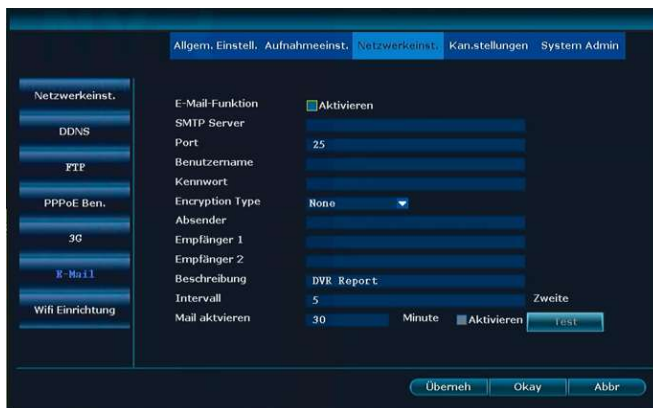 Allgem. Einstell. Aufnahmeeinst. Netzwerkeinst. Kan.stellungen System Admin
Netzwerkeinst.
DDNS
FTP
PPPoE Ben.
3G
E-Mail
Wifi Einrichtung
E-Mail-Funktion Aktivieren
SMTP Server
Port 25
Benutzername
Kennwort
Encryption Type None
Absender
Empfänger 1
Empfänger 2
Beschreibung DVR Report
Intervall 5 Zweite
Mail aktvieren 30 Minute Aktivieren Test
Überneh Okay Abbr